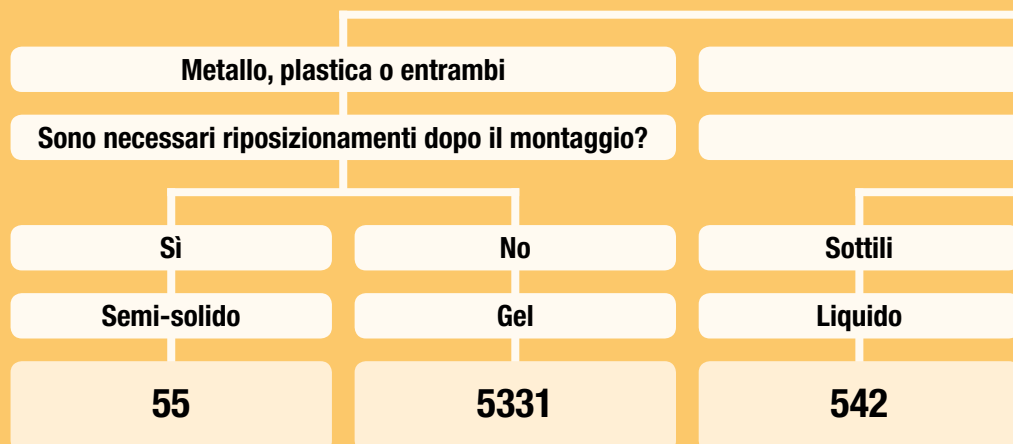 Metallo, plastica o entrambi
Sono necessari riposizionamenti dopo il montaggio?
Sì
No
Sottili
Semi-solido
Gel
Liquido
55
5331
542